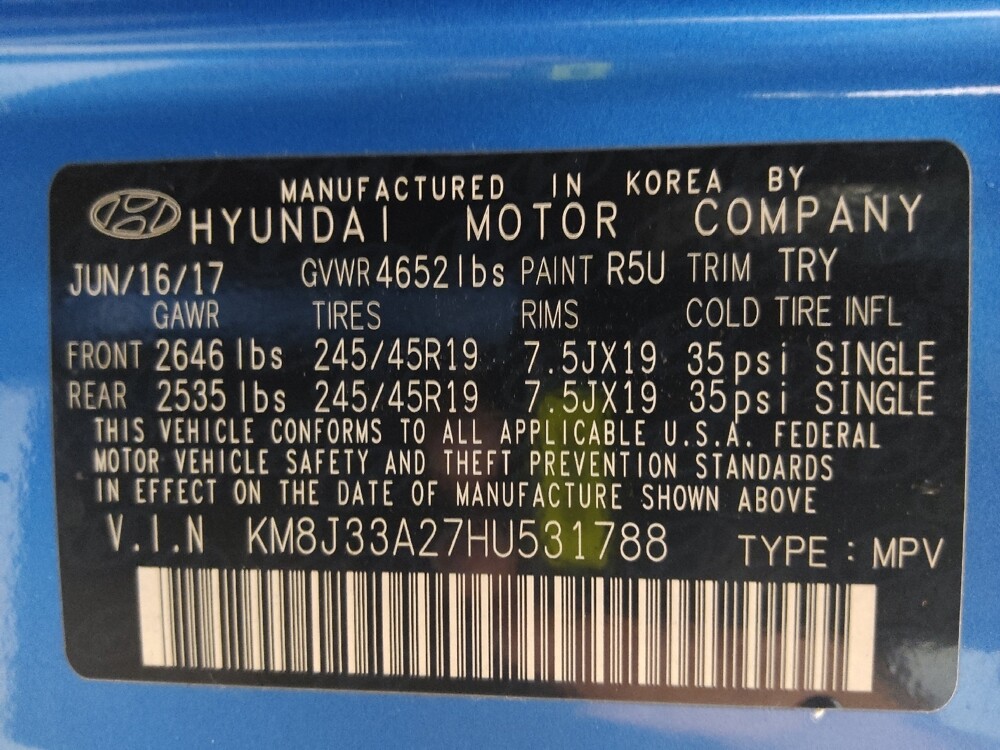 MANUFACTURED IN KOREA BY
HYUNDAI MOTOR COMPANY
JUN/16/17 GVWR 4652 lbs PAINT R5U TRIM TRY
GAWR TIRES RIMS COLD TIRE INFL
FRONT 2646 lbs 245/45R19 7.5JX19 35psi SINGLE
REAR 2535 lbs 245/45R19 7.5JX19 35psi SINGLE
THIS VEHICLE CONFORMS TO ALL APPLICABLE U.S.A. FEDERAL
MOTOR VEHICLE SAFETY AND THEFT PREVENTION STANDARDS
IN EFFECT ON THE DATE OF MANUFACTURE SHOWN ABOVE
V.I.N KM8J33A27HU531788 TYPE : MPV